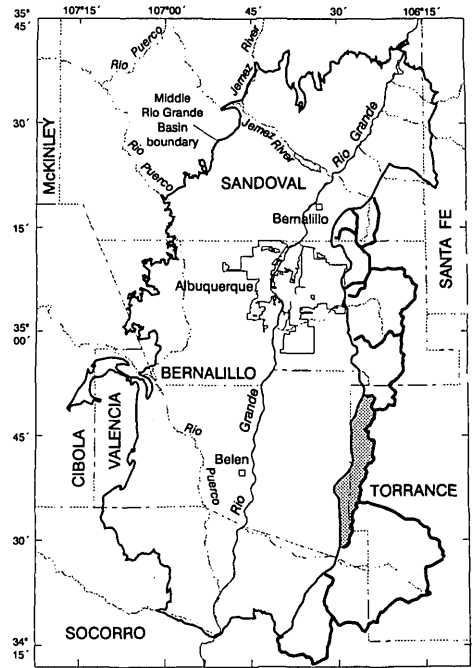 35°
45'
107°15'
107°00'
45'
30'
106°15'
Rio Puerco
Jemez River
Middle
Rio Grande
Basin
boundary
30'
McKINLEY
Rio Puerco
Jemez River
Rio Grande
SANDOVAL
Bernalillo
SANTA FE
15'
Albuquerque
35°
00'
BERNALILLO
CIBOLA
VALENCIA
Rio Puerco
Rio Grande
45'
Belen
TORRANCE
30'
SOCORRO
34°
15'